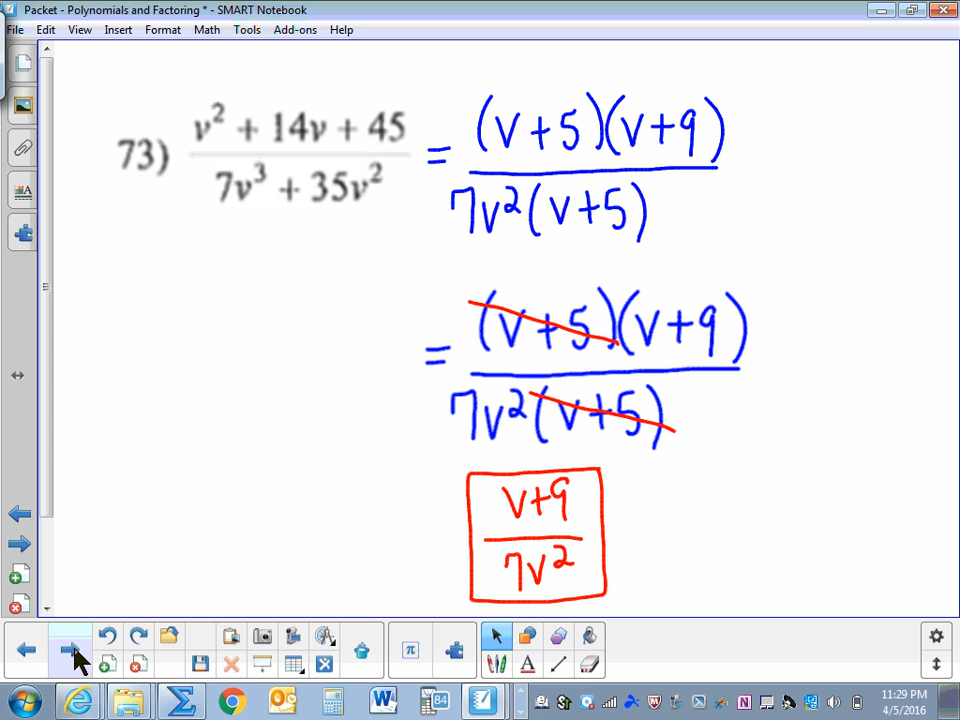 Packet - Polynomials and Factoring * - SMART Notebook
File Edit View Insert Format Math Tools Add-ons Help
73) v² + 14v + 45 = (v+5)(v+9)
7v³ + 35v² 7v²(v+5)
= (v+5)(v+9)
7v²(v+5)
v+9
7v²
π
A
84
11:29 PM
4/5/2016